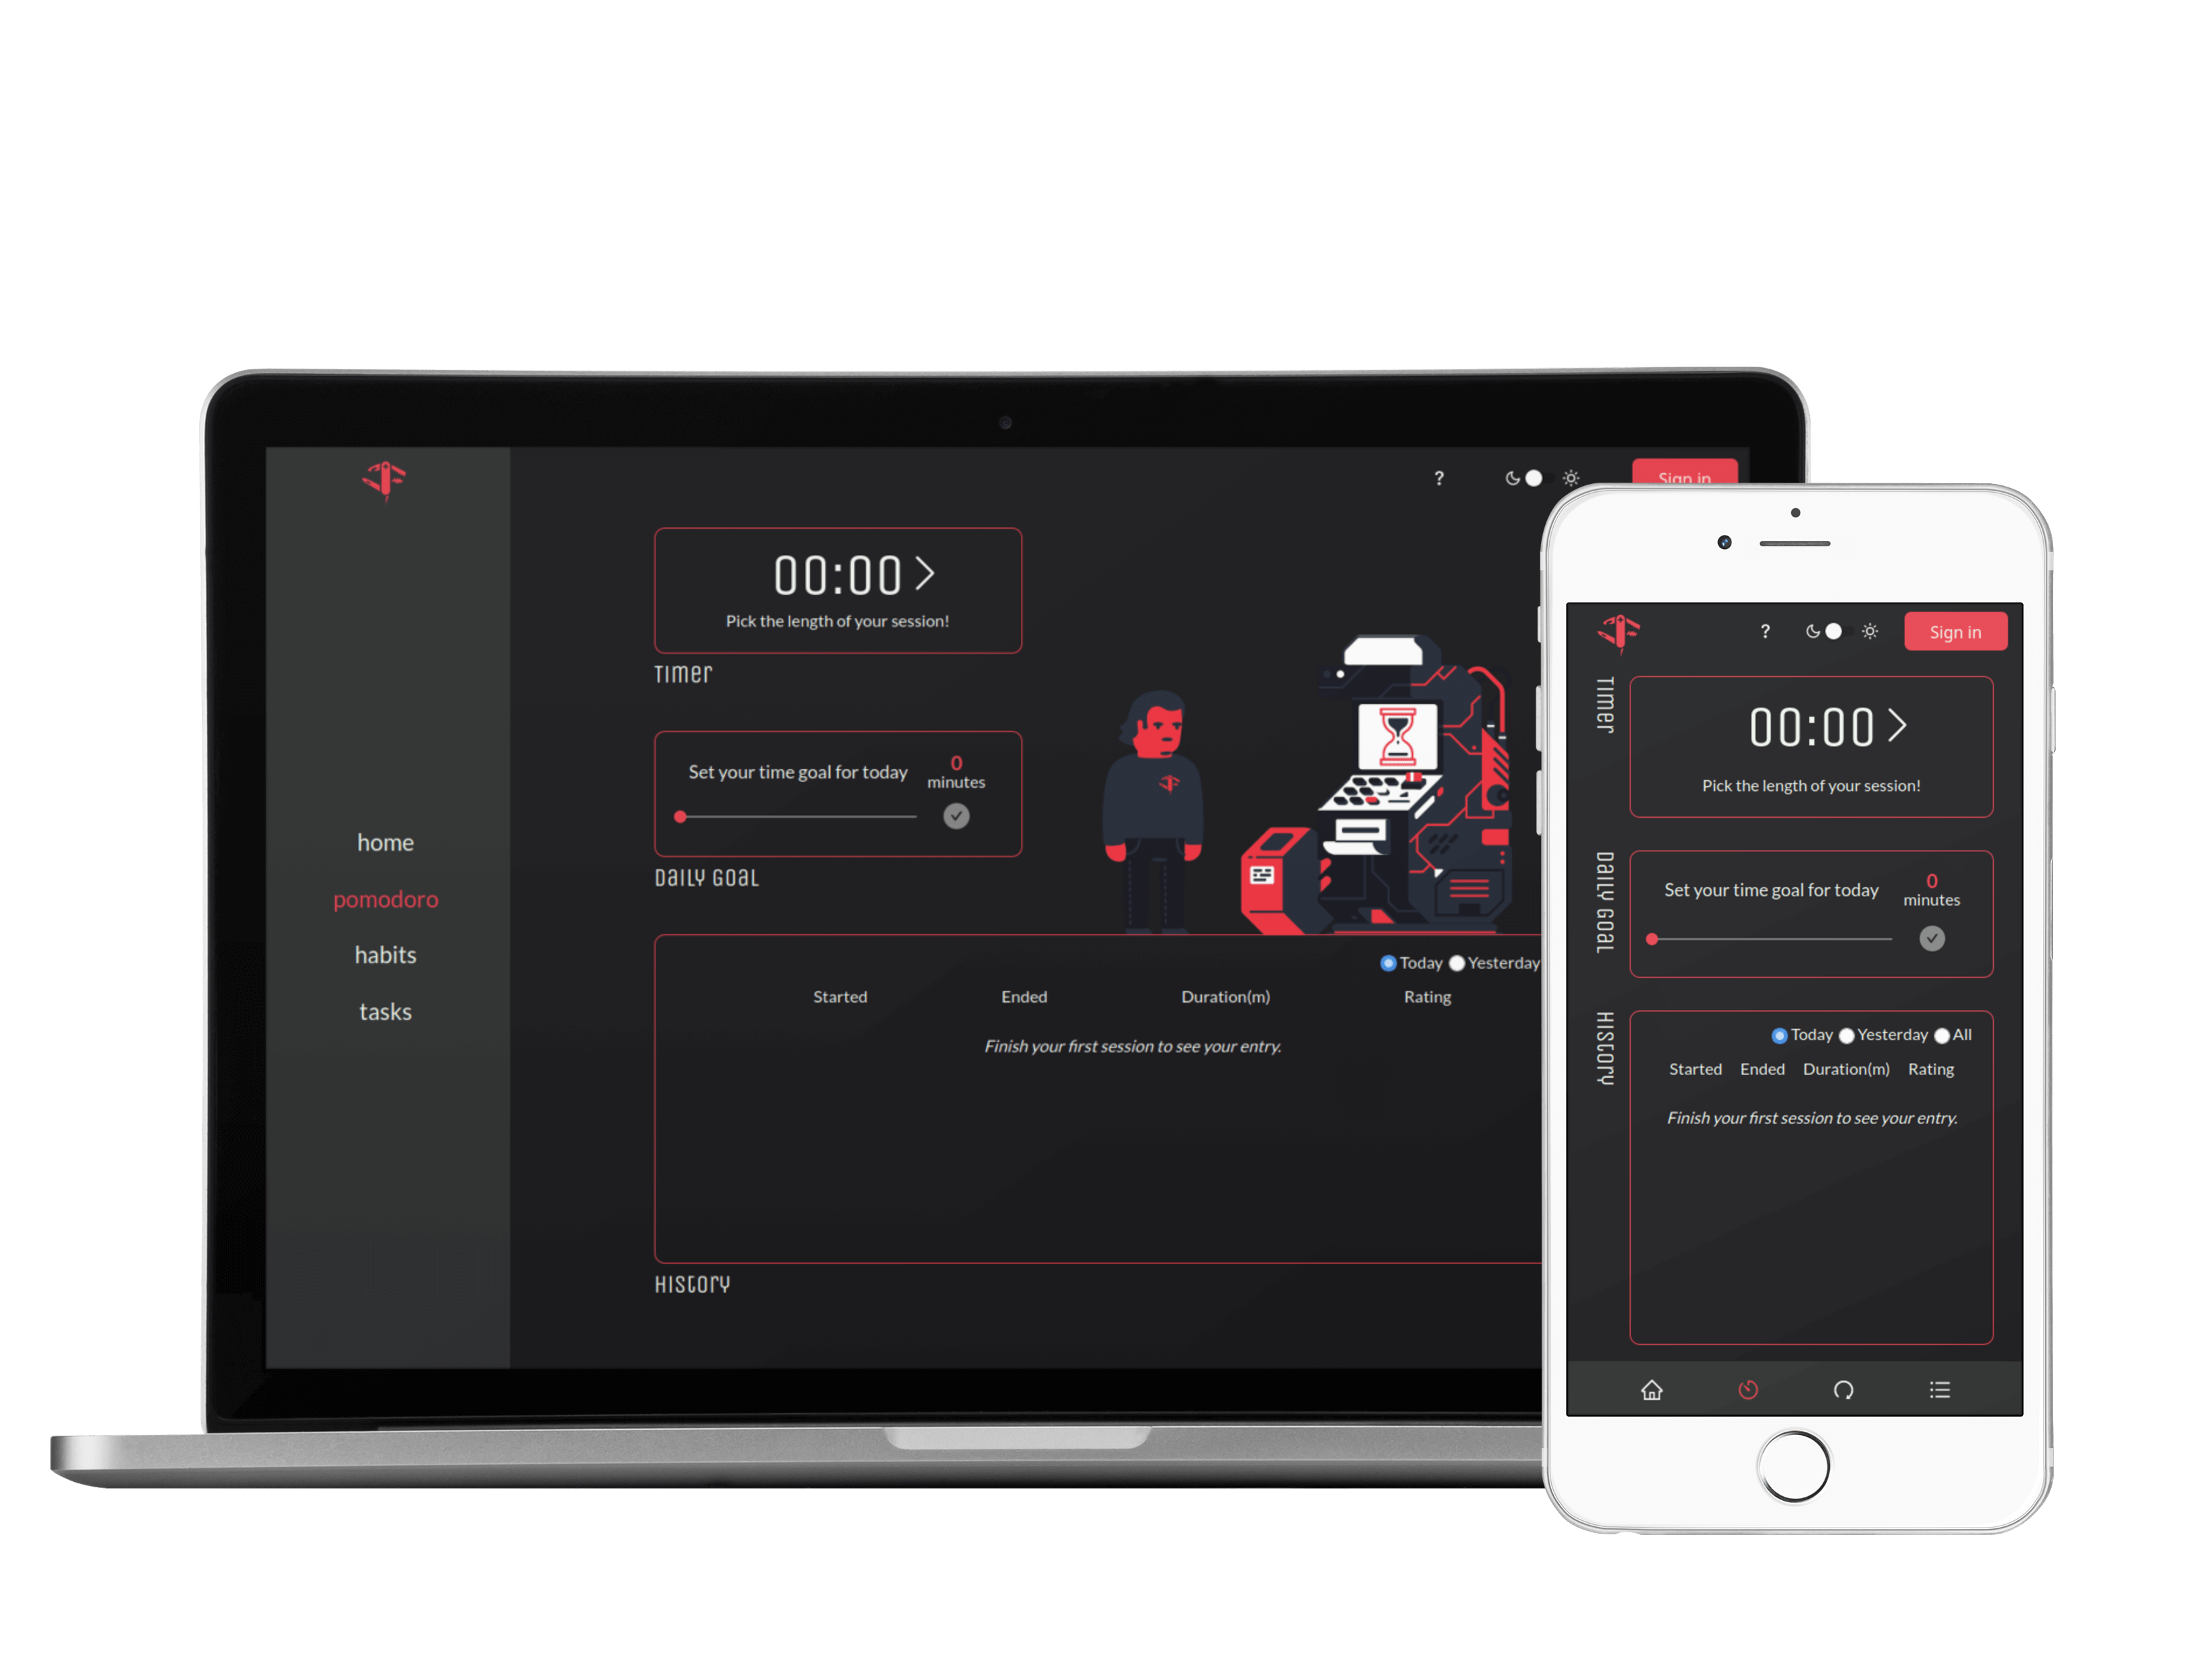 ?
Sign in
00:00 >
Pick the length of your session!
Timer
Set your time goal for today
0
minutes
Daily Goal
home
pomodoro
habits
tasks
Today Yesterday
Started Ended Duration(m) Rating
Finish your first session to see your entry.
History
?
Sign in
Timer
00:00 >
Pick the length of your session!
Daily Goal
Set your time goal for today
0
minutes
History
Today Yesterday All
Started Ended Duration(m) Rating
Finish your first session to see your entry.